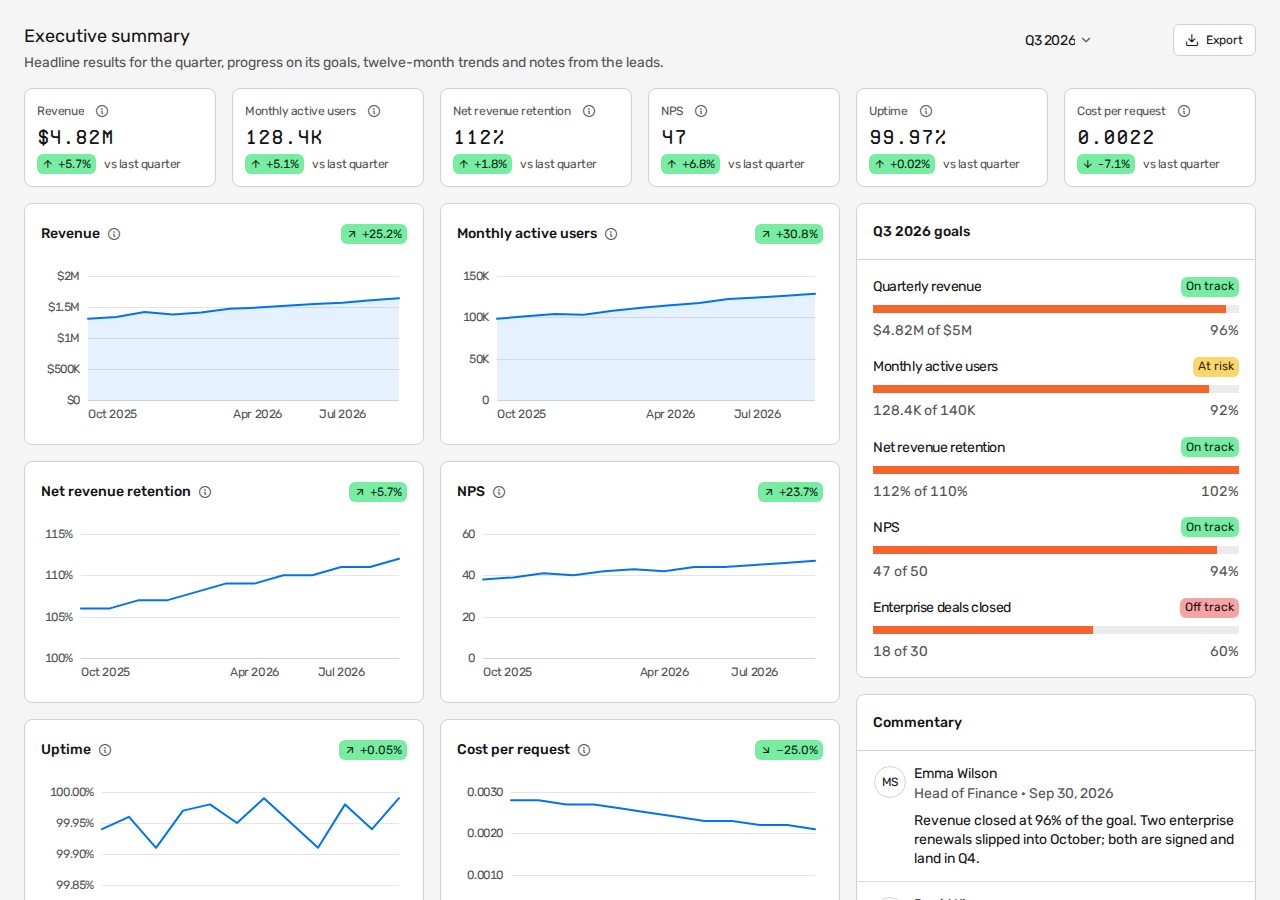 Executive summary
Headline results for the quarter, progress on its goals, twelve-month trends and notes from the leads.
Q3 2026
Export
Revenue
$4.82M
+5.7% vs last quarter
Monthly active users
128.4K
+5.1% vs last quarter
Net revenue retention
112%
+1.8% vs last quarter
NPS
47
+6.8% vs last quarter
Uptime
99.97%
+0.02% vs last quarter
Cost per request
0.0022
-7.1% vs last quarter
Revenue
+25.2%
$2M
$1.5M
$1M
$500K
$0
Oct 2025 Apr 2026 Jul 2026
Monthly active users
+30.8%
150K
100K
50K
0
Oct 2025 Apr 2026 Jul 2026
Net revenue retention
+5.7%
115%
110%
105%
100%
Oct 2025 Apr 2026 Jul 2026
NPS
+23.7%
60
40
20
0
Oct 2025 Apr 2026 Jul 2026
Uptime
+0.05%
100.00%
99.95%
99.90%
99.85%
Cost per request
−25.0%
0.0030
0.0020
0.0010
Q3 2026 goals
Quarterly revenue On track
$4.82M of $5M 96%
Monthly active users At risk
128.4K of 140K 92%
Net revenue retention On track
112% of 110% 102%
NPS On track
47 of 50 94%
Enterprise deals closed Off track
18 of 30 60%
Commentary
MS
Emma Wilson
Head of Finance • Sep 30, 2026
Revenue closed at 96% of the goal. Two enterprise
renewals slipped into October; both are signed and
land in Q4.